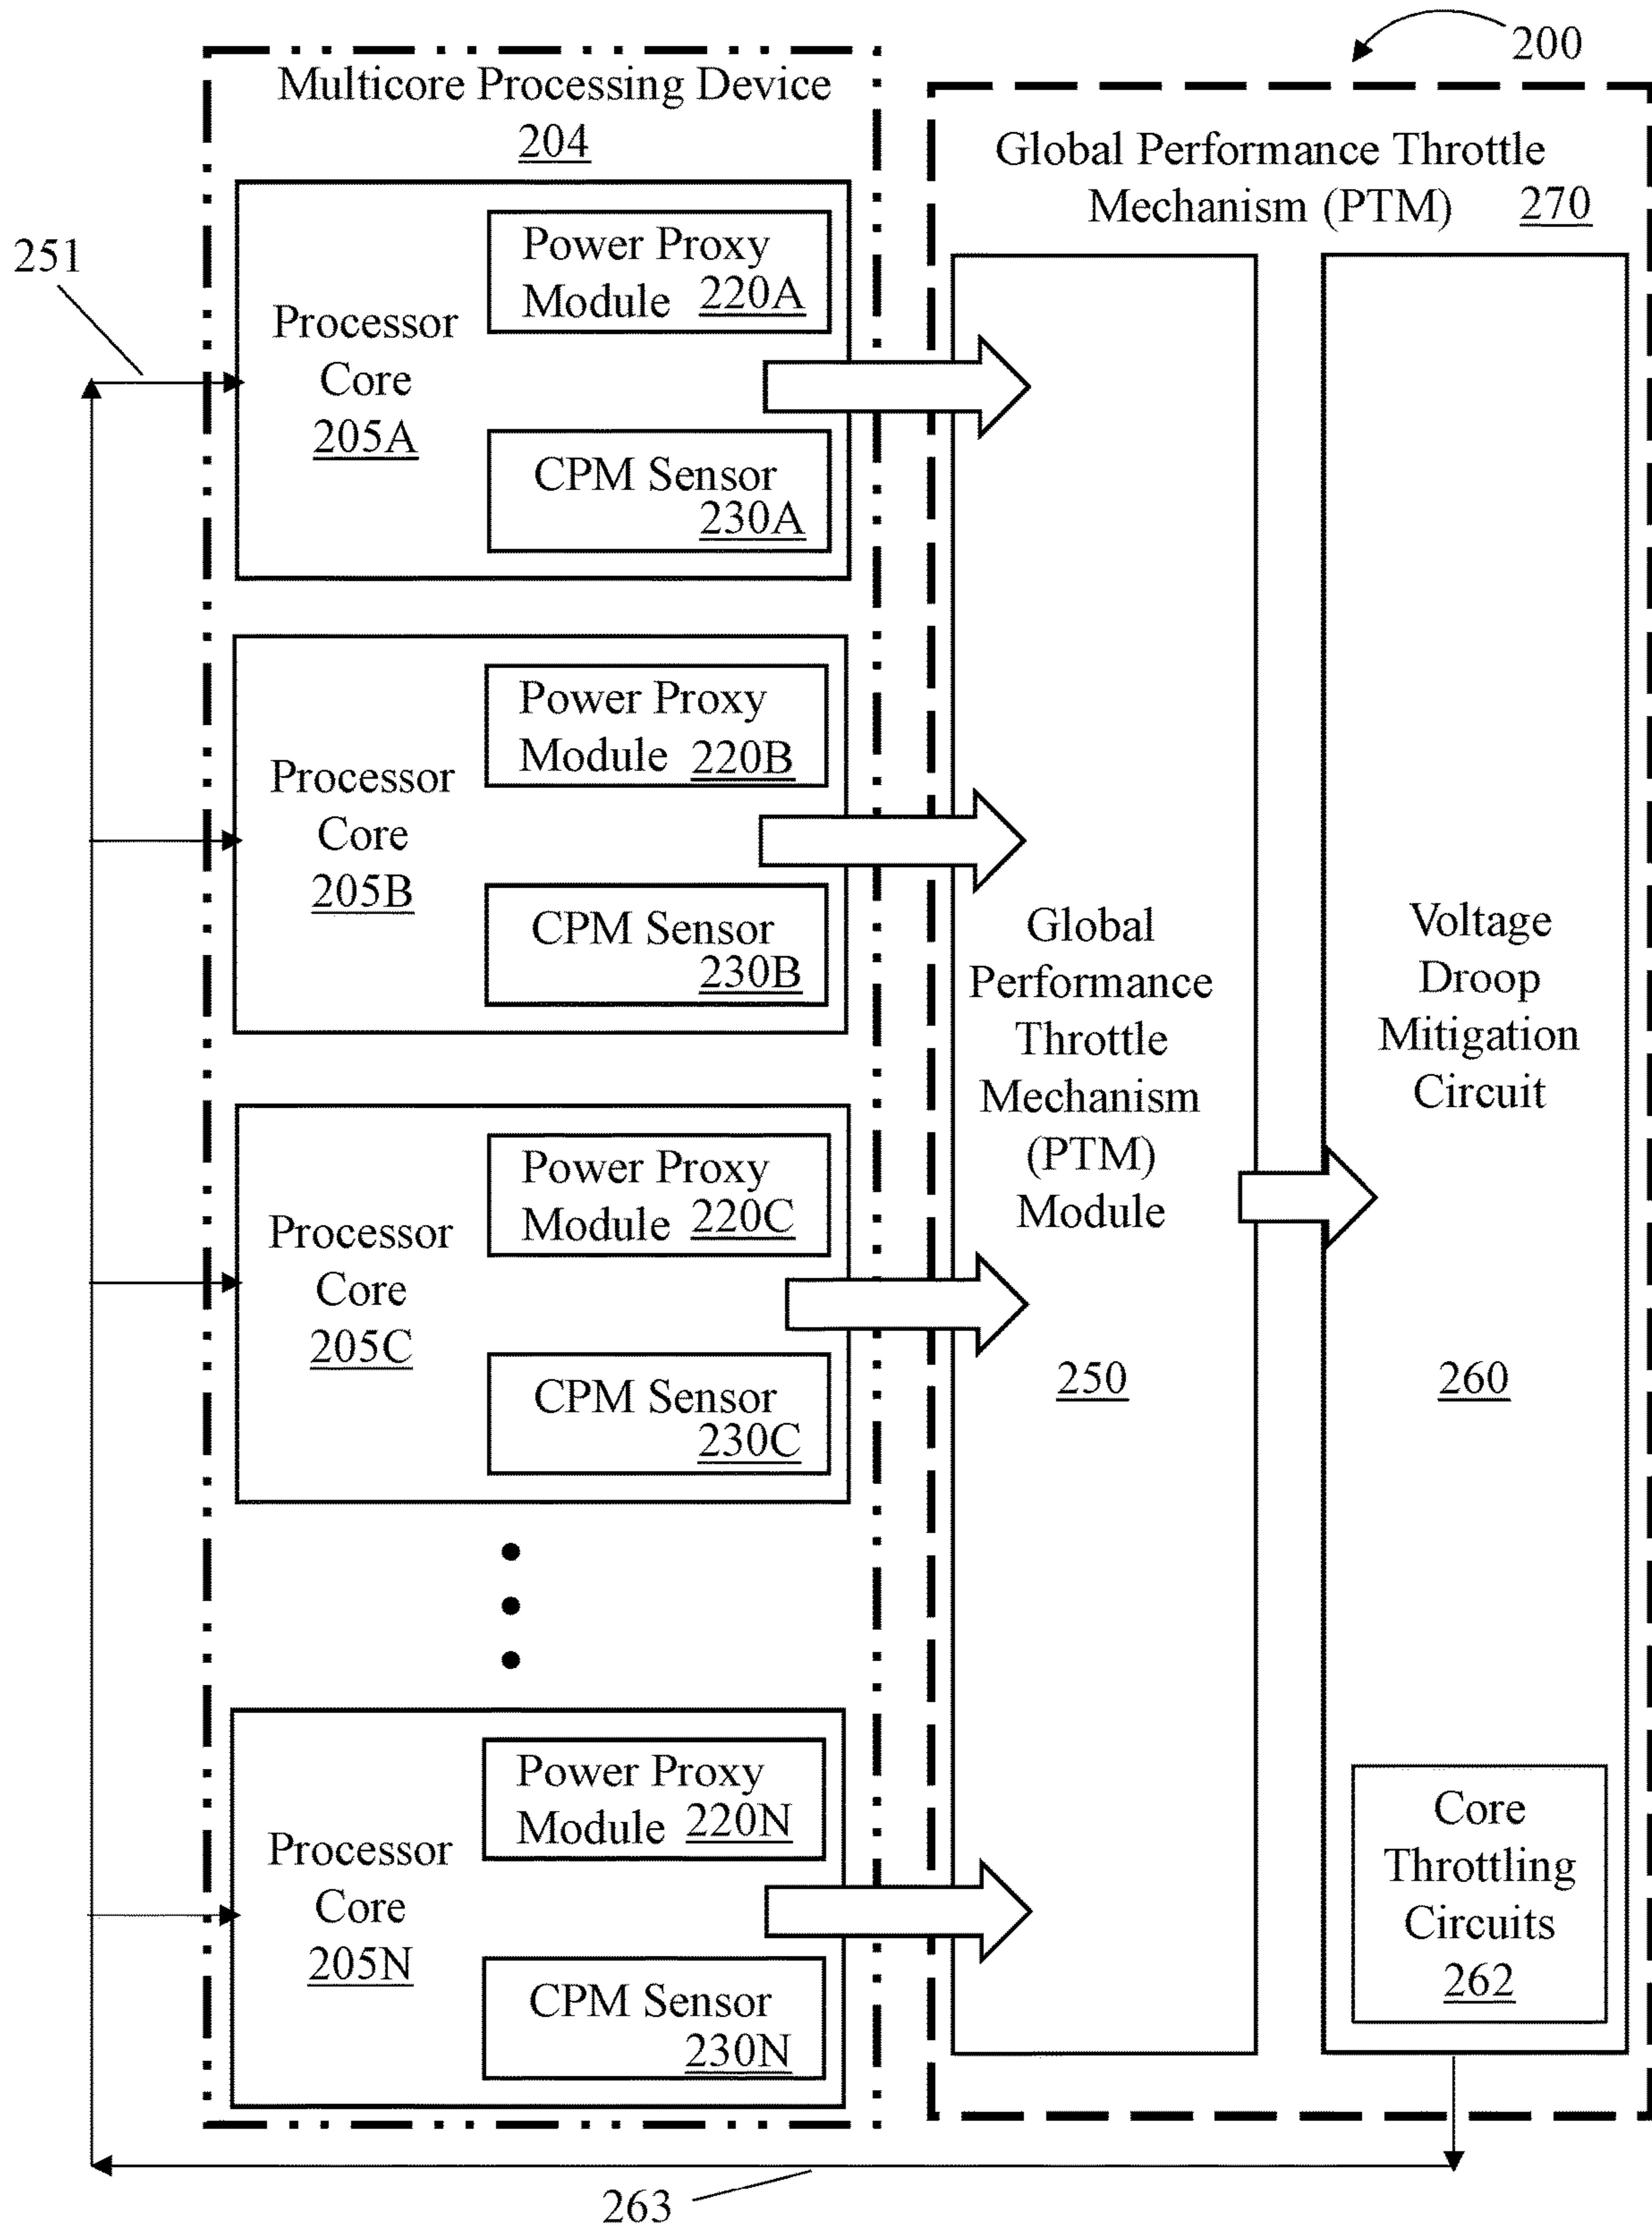 200
Multicore Processing Device
204
Global Performance Throttle
Mechanism (PTM) 270
251
Processor
Core
205A
Power Proxy
Module 220A
CPM Sensor
230A
Processor
Core
205B
Power Proxy
Module 220B
CPM Sensor
230B
Processor
Core
205C
Power Proxy
Module 220C
CPM Sensor
230C
Processor
Core
205N
Power Proxy
Module 220N
CPM Sensor
230N
Global
Performance
Throttle
Mechanism
(PTM)
Module
250
Voltage
Droop
Mitigation
Circuit
260
Core
Throttling
Circuits
262
263